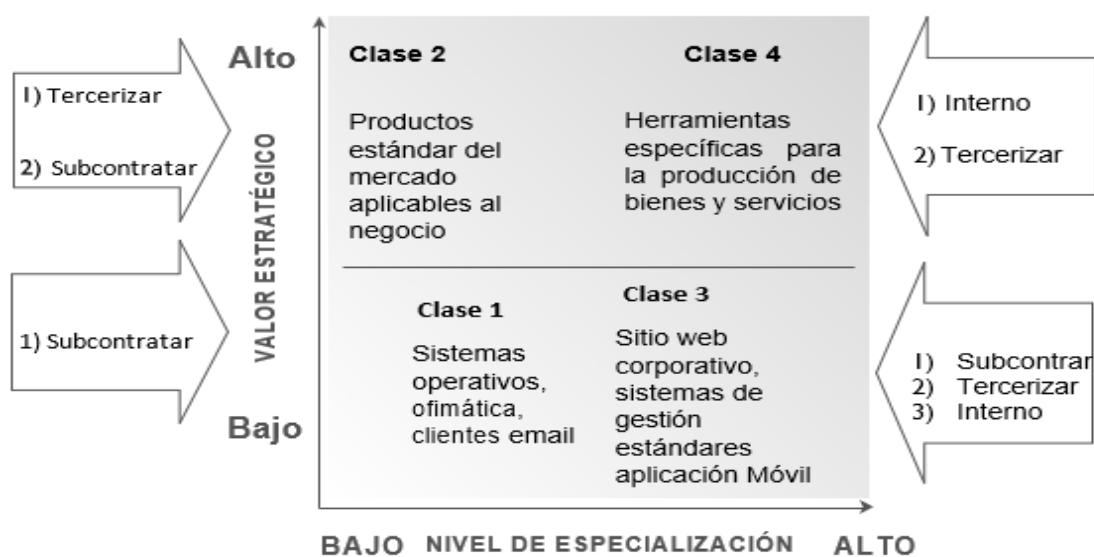 Alto
VALOR ESTRATÉGICO
Bajo
1) Tercerizar
2) Subcontratar
1) Subcontratar
Clase 2
Productos
estándar del
mercado
aplicables al
negocio
Clase 4
Herramientas
específicas para
la producción de
bienes y servicios
Clase 1
Sistemas
operativos,
ofimática,
clientes email
Clase 3
Sitio web
corporativo,
sistemas de
gestión
estándares
aplicación Móvil
1) Interno
2) Tercerizar
1) Subcontrar
2) Tercerizar
3) Interno
BAJO NIVEL DE ESPECIALIZACIÓN ALTO